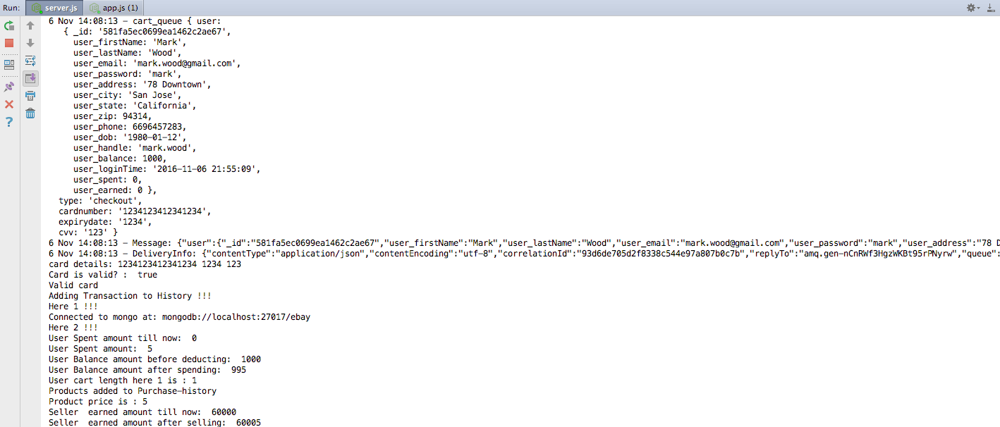 Run: server.js app.js (1)
6 Nov 14:08:13 - cart_queue { user:
{ _id: '581fa5ec0699ea1462c2ae67',
user_firstName: 'Mark',
user_lastName: 'Wood',
user_email: 'mark.wood@gmail.com',
user_password: 'mark',
user_address: '78 Downtown',
user_city: 'San Jose',
user_state: 'California',
user_zip: 94314,
user_phone: 6696457283,
user_dob: '1980-01-12',
user_handle: 'mark.wood',
user_balance: 1000,
user_loginTime: '2016-11-06 21:55:09',
user_spent: 0,
user_earned: 0 },
type: 'checkout',
cardnumber: '1234123412341234',
expirydate: '1234',
cvv: '123' }
6 Nov 14:08:13 - Message: {"user":{"_id":"581fa5ec0699ea1462c2ae67","user_firstName":"Mark","user_lastName":"Wood","user_email":"mark.wood@gmail.com","user_password":"mark","user_address":"78 D
6 Nov 14:08:13 - DeliveryInfo: {"contentType":"application/json","contentEncoding":"utf-8","correlationId":"93d6de705d2f8338c544e97a807b0c7b","replyTo":"amq.gen-nCnRWf3HgzWKBt95rPNyrw","queue":
card details: 1234123412341234 1234 123
Card is valid? :  true
Valid card
Adding Transaction to History !!!
Here 1 !!!
Connected to mongo at: mongodb://localhost:27017/ebay
Here 2 !!!
User Spent amount till now:  0
User Spent amount:  5
User Balance amount before deducting:  1000
User Balance amount after spending:  995
User cart length here 1 is : 1
Products added to Purchase-history
Product price is : 5
Seller  earned amount till now:  60000
Seller  earned amount after selling:  60005